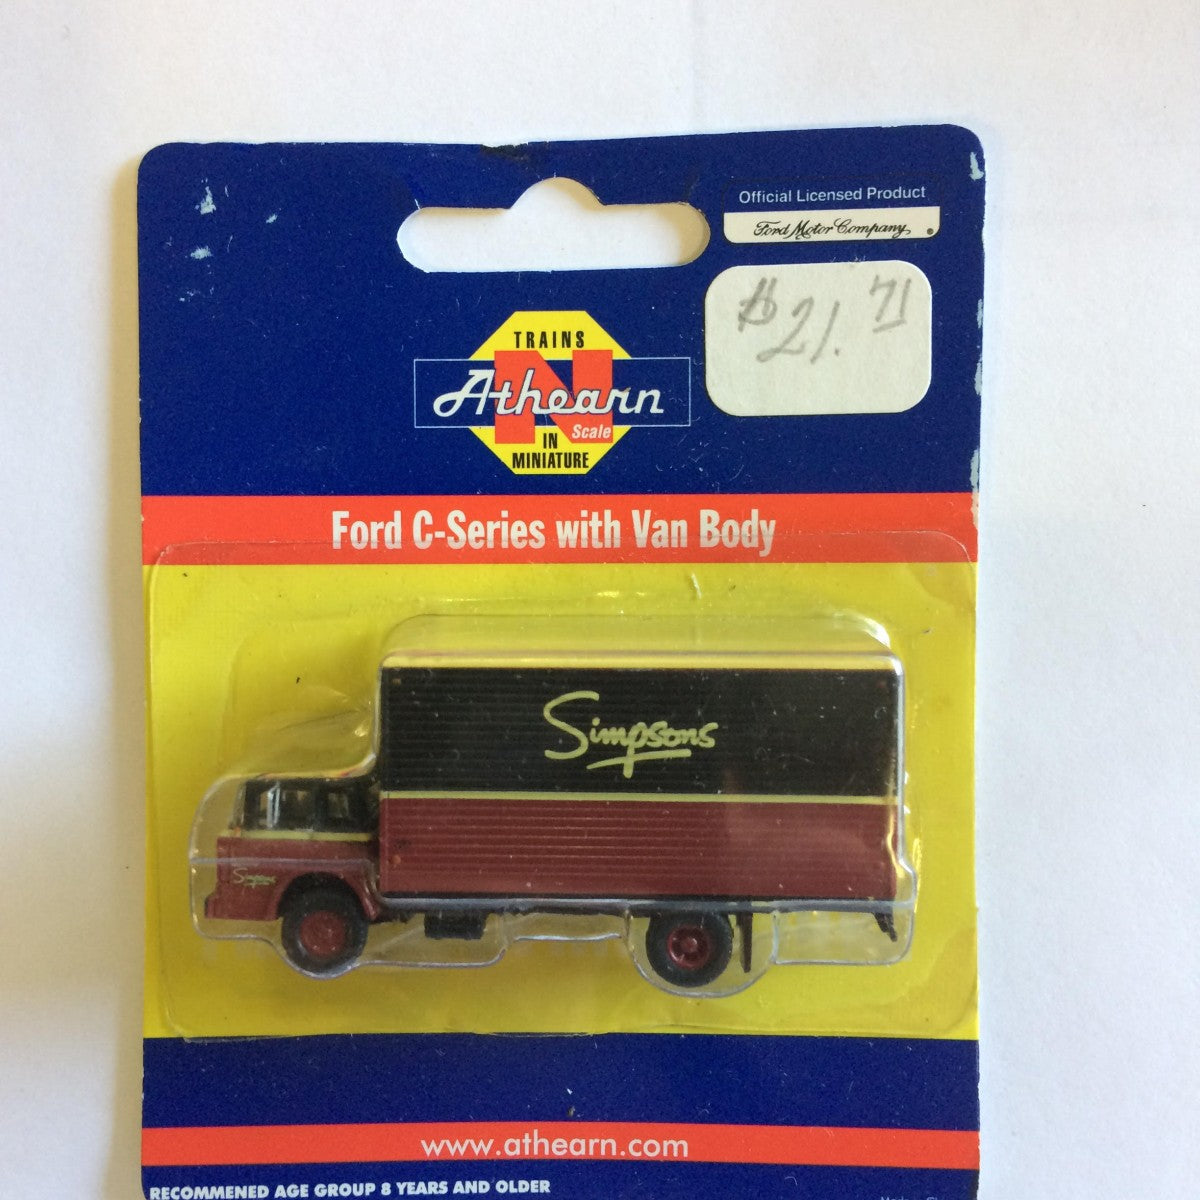 Official Licensed Product
Ford Motor Company
$21.71
TRAINS
N
Athearn
Scale
IN
MINIATURE
Ford C-Series with Van Body
Simpsons
Simpsons
www.athearn.com
RECOMMENED AGE GROUP 8 YEARS AND OLDER